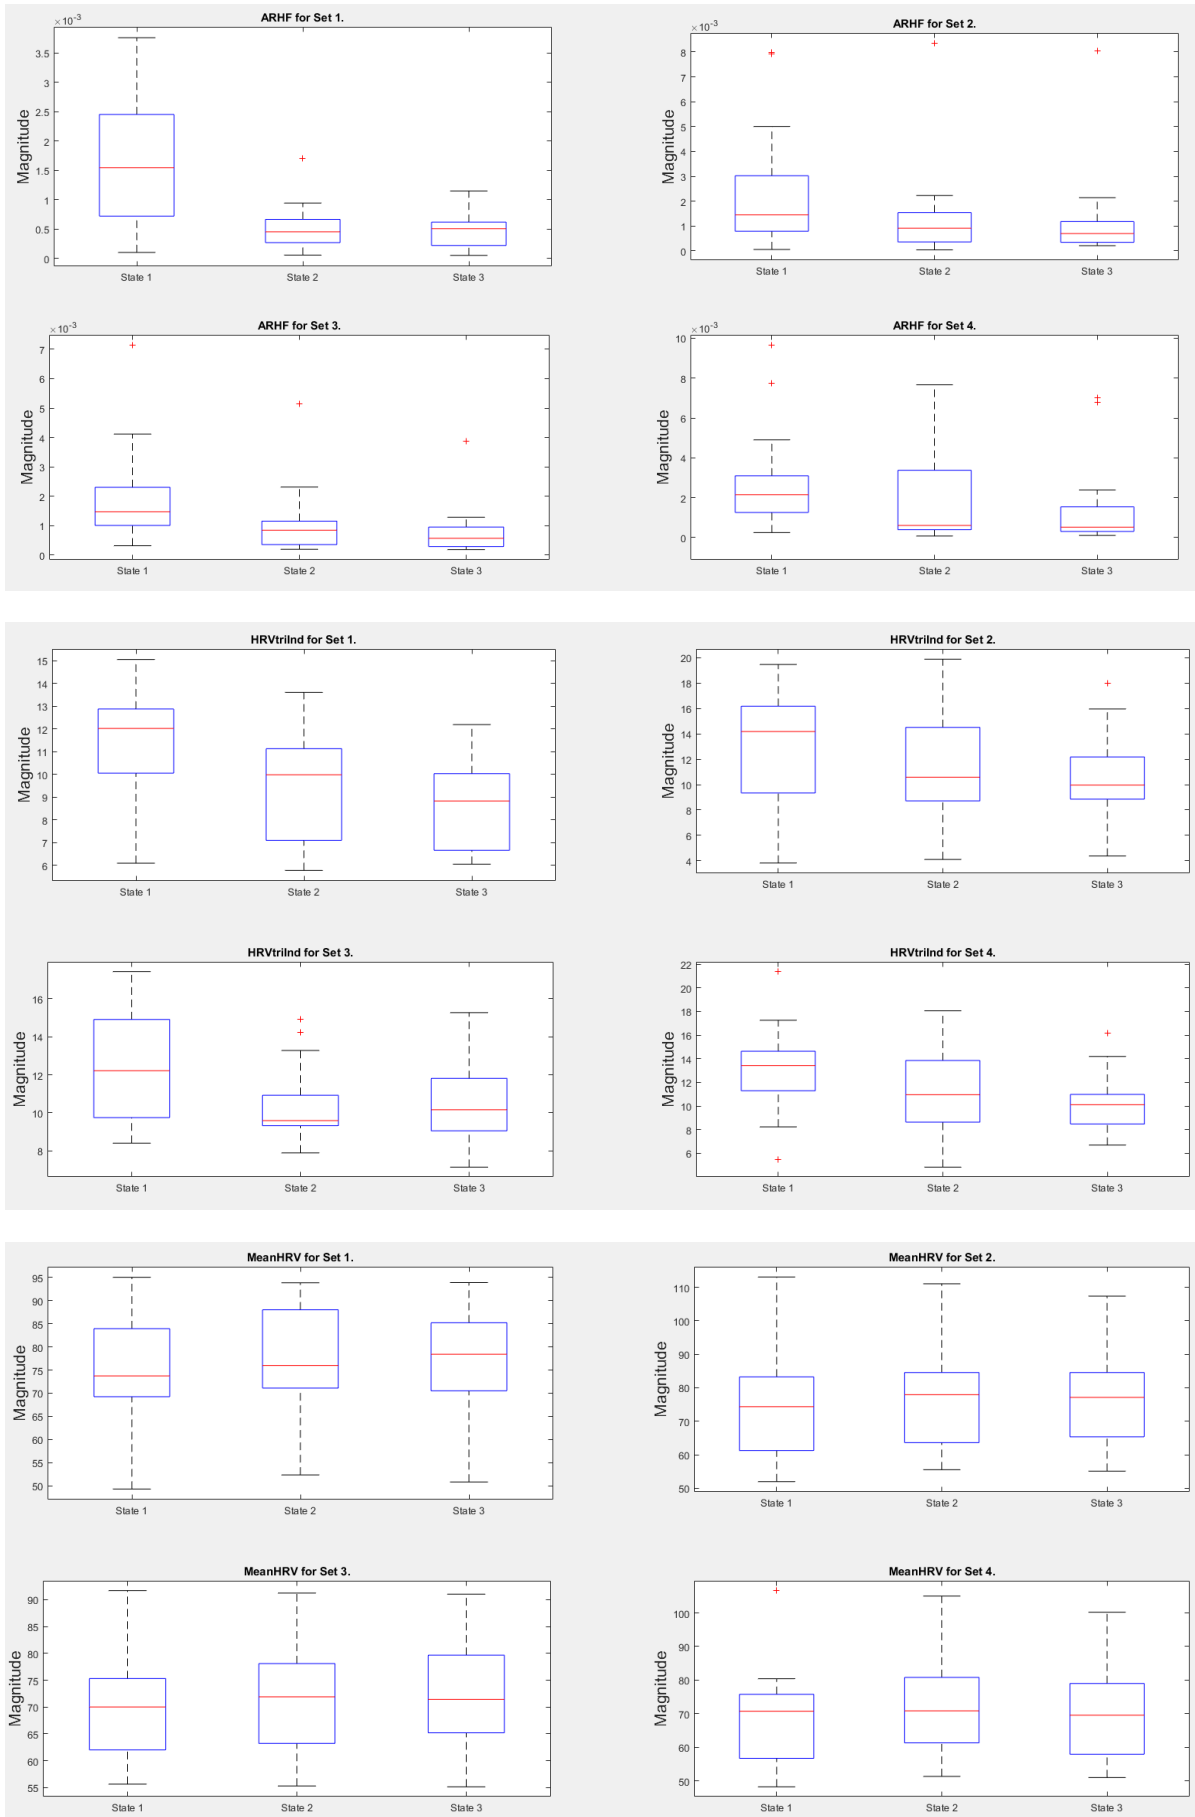 ARHF for Set 1.
×10⁻³
Magnitude
3.5
3
2.5
2
1.5
1
0.5
0
State 1 State 2 State 3
ARHF for Set 2.
×10⁻³
Magnitude
8
7
6
5
4
3
2
1
0
State 1 State 2 State 3
ARHF for Set 3.
×10⁻³
Magnitude
7
6
5
4
3
2
1
0
State 1 State 2 State 3
ARHF for Set 4.
×10⁻³
Magnitude
10
8
6
4
2
0
State 1 State 2 State 3
HRVtriInd for Set 1.
Magnitude
15
14
13
12
11
10
9
8
7
6
State 1 State 2 State 3
HRVtriInd for Set 2.
Magnitude
20
18
16
14
12
10
8
6
4
State 1 State 2 State 3
HRVtriInd for Set 3.
Magnitude
16
14
12
10
8
State 1 State 2 State 3
HRVtriInd for Set 4.
Magnitude
22
20
18
16
14
12
10
8
6
State 1 State 2 State 3
MeanHRV for Set 1.
Magnitude
95
90
85
80
75
70
65
60
55
50
State 1 State 2 State 3
MeanHRV for Set 2.
Magnitude
110
100
90
80
70
60
50
State 1 State 2 State 3
MeanHRV for Set 3.
Magnitude
90
85
80
75
70
65
60
55
State 1 State 2 State 3
MeanHRV for Set 4.
Magnitude
100
90
80
70
60
50
State 1 State 2 State 3